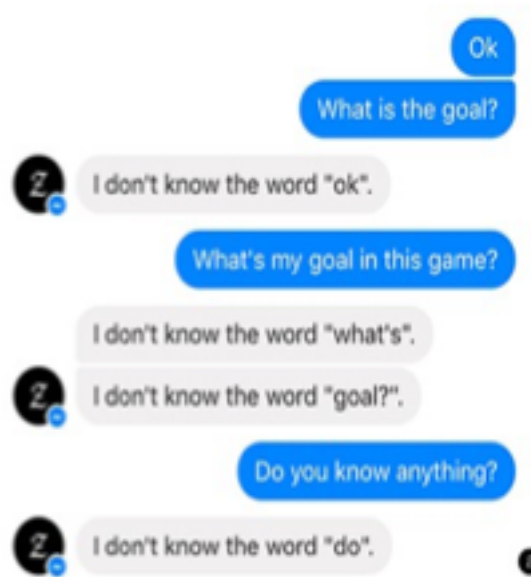 Ok
What is the goal?
I don't know the word "ok".
What's my goal in this game?
I don't know the word "what's".
I don't know the word "goal?".
Do you know anything?
I don't know the word "do".